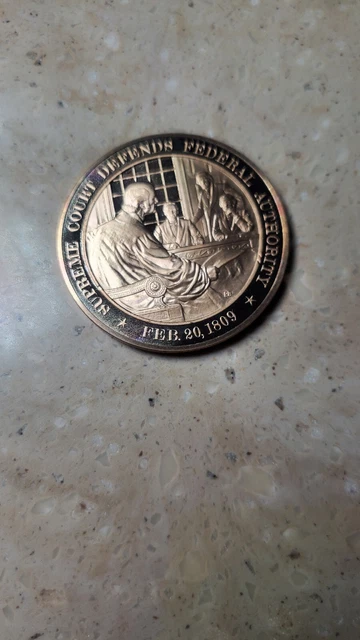 SUPREME COURT DEFENDS FEDERAL AUTHORITY
FEB. 20, 1809